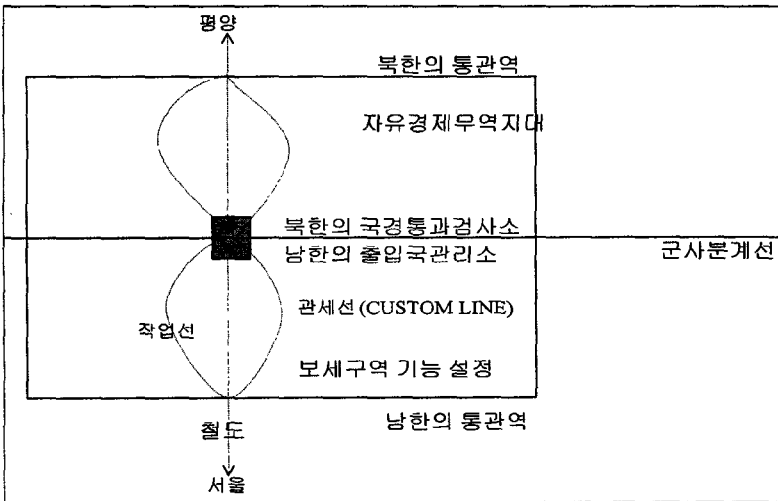 평양
북한의 통관역
자유경제무역지대
북한의 국경통과검사소
남한의 출입국관리소
군사분계선
관세선 (CUSTOM LINE)
작업선
보세구역 기능 설정
남한의 통관역
철도
서울